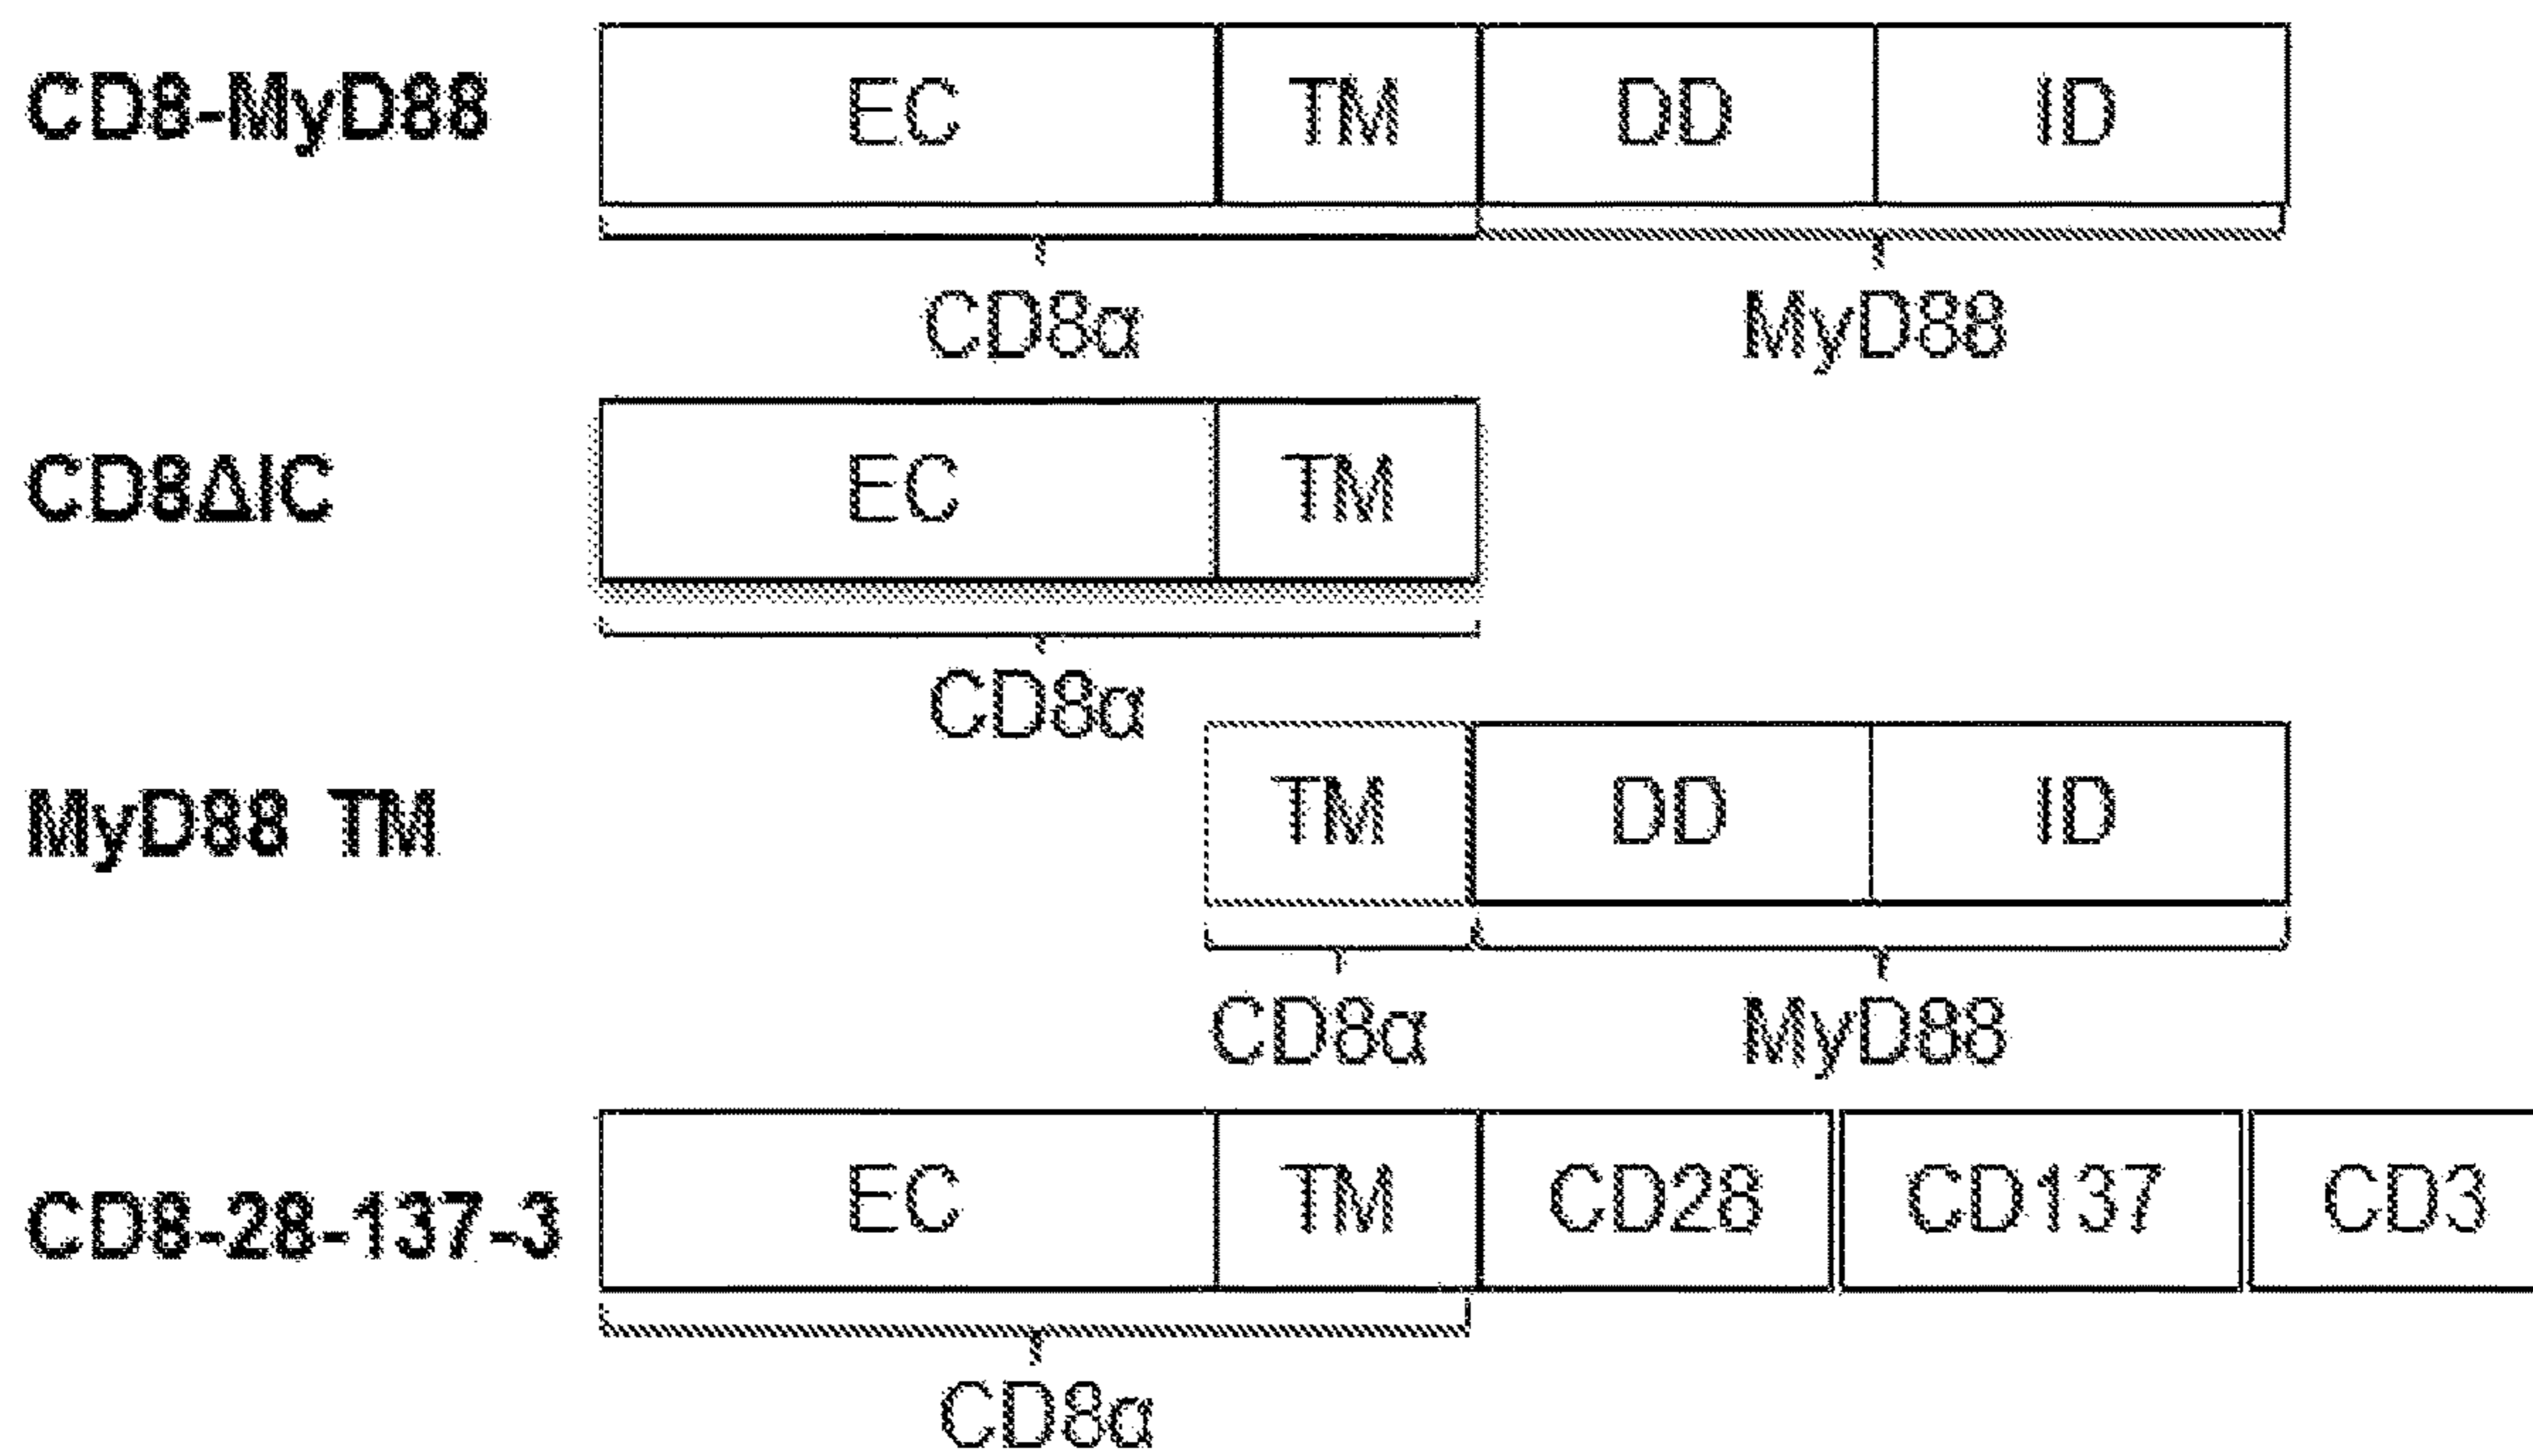 CD8-MyD88 EC TM DD ID
CD8α MyD88
CD8ΔIC EC TM
CD8α
MyD88 TM TM DD ID
CD8α MyD88
CD8-28-137-3 EC TM CD28 CD137 CD3
CD8α